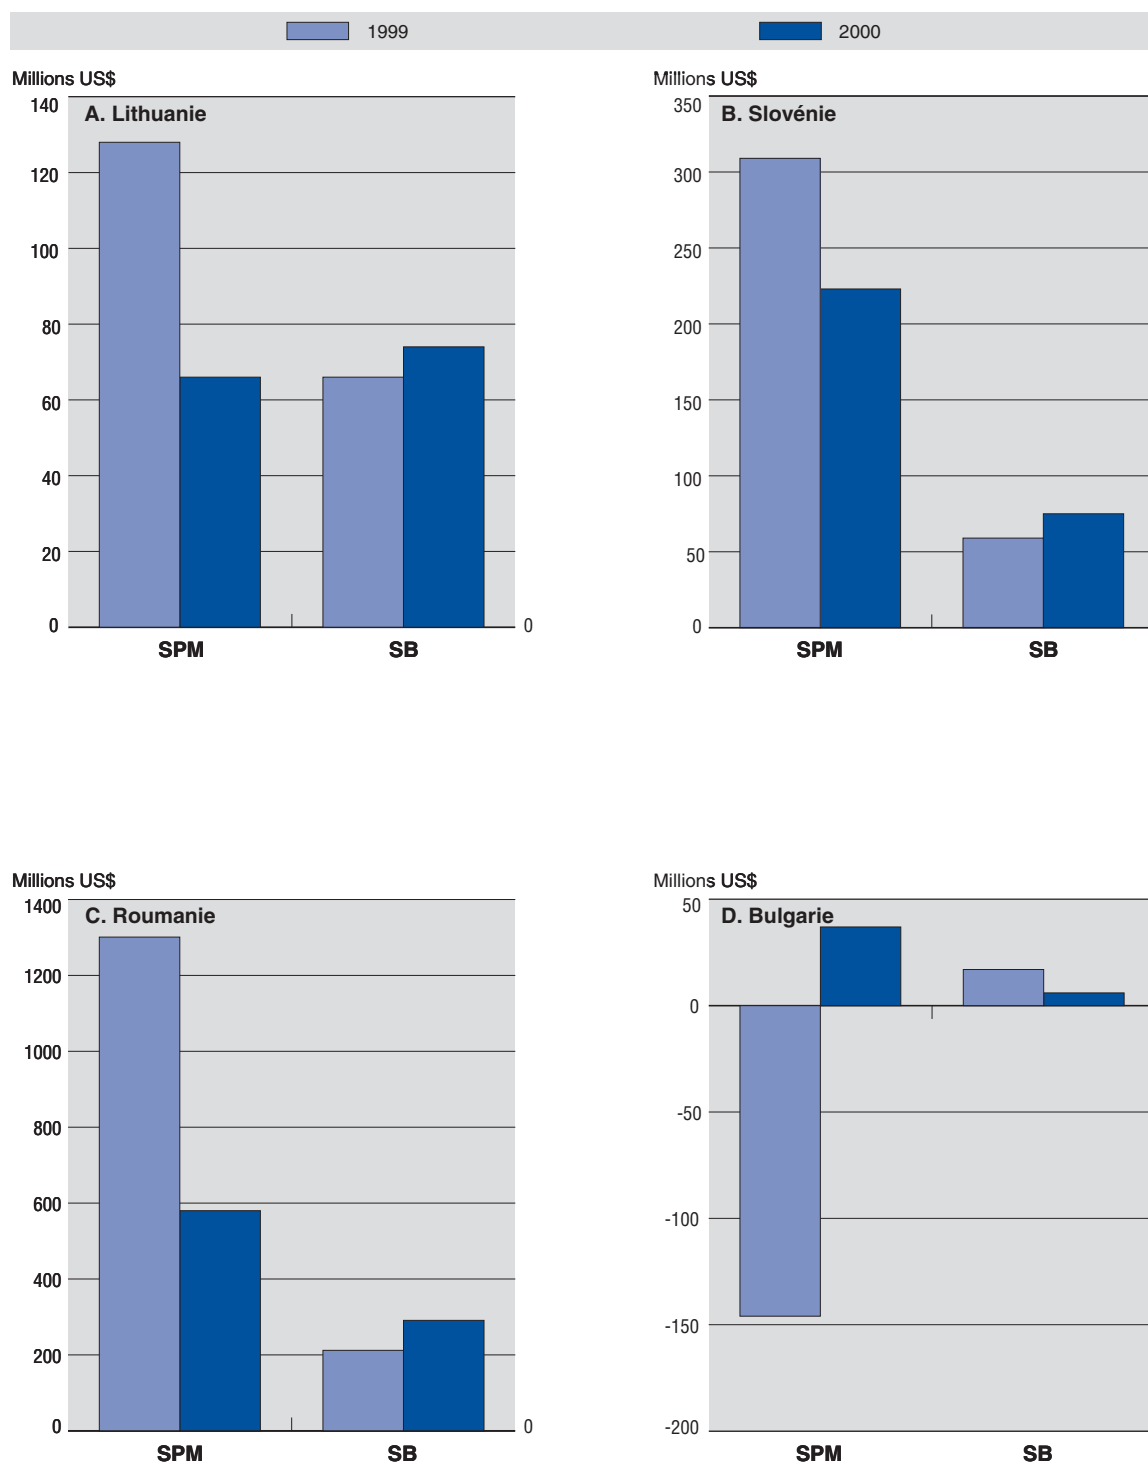 1999 2000
Millions US$
140
A. Lithuanie
120
100
80
60
40
20
0 0
SPM SB
Millions US$
350
B. Slovénie
300
250
200
150
100
50
0
SPM SB
Millions US$
1400
C. Roumanie
1200
1000
800
600
400
200
0 0
SPM SB
Millions US$
50
D. Bulgarie
0
-50
-100
-150
-200
SPM SB